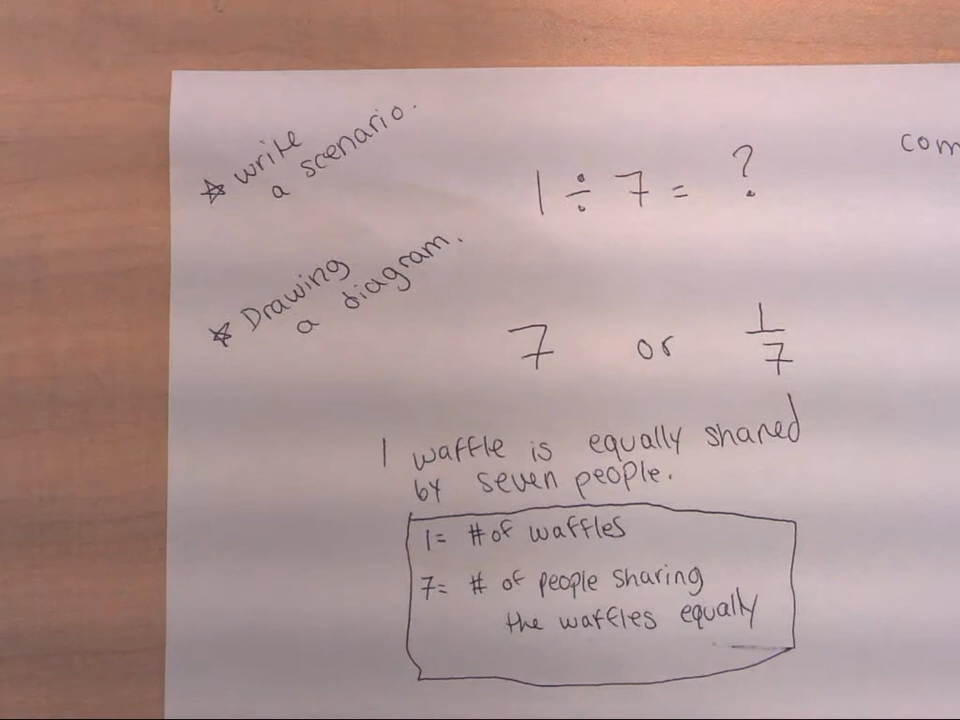 ☆ Write
a scenario.
1 ÷ 7 = ?
com
☆ Drawing
a diagram.
7 or 1/7
1 waffle is equally shared
by seven people.
1= # of waffles
7= # of people sharing
the waffles equally